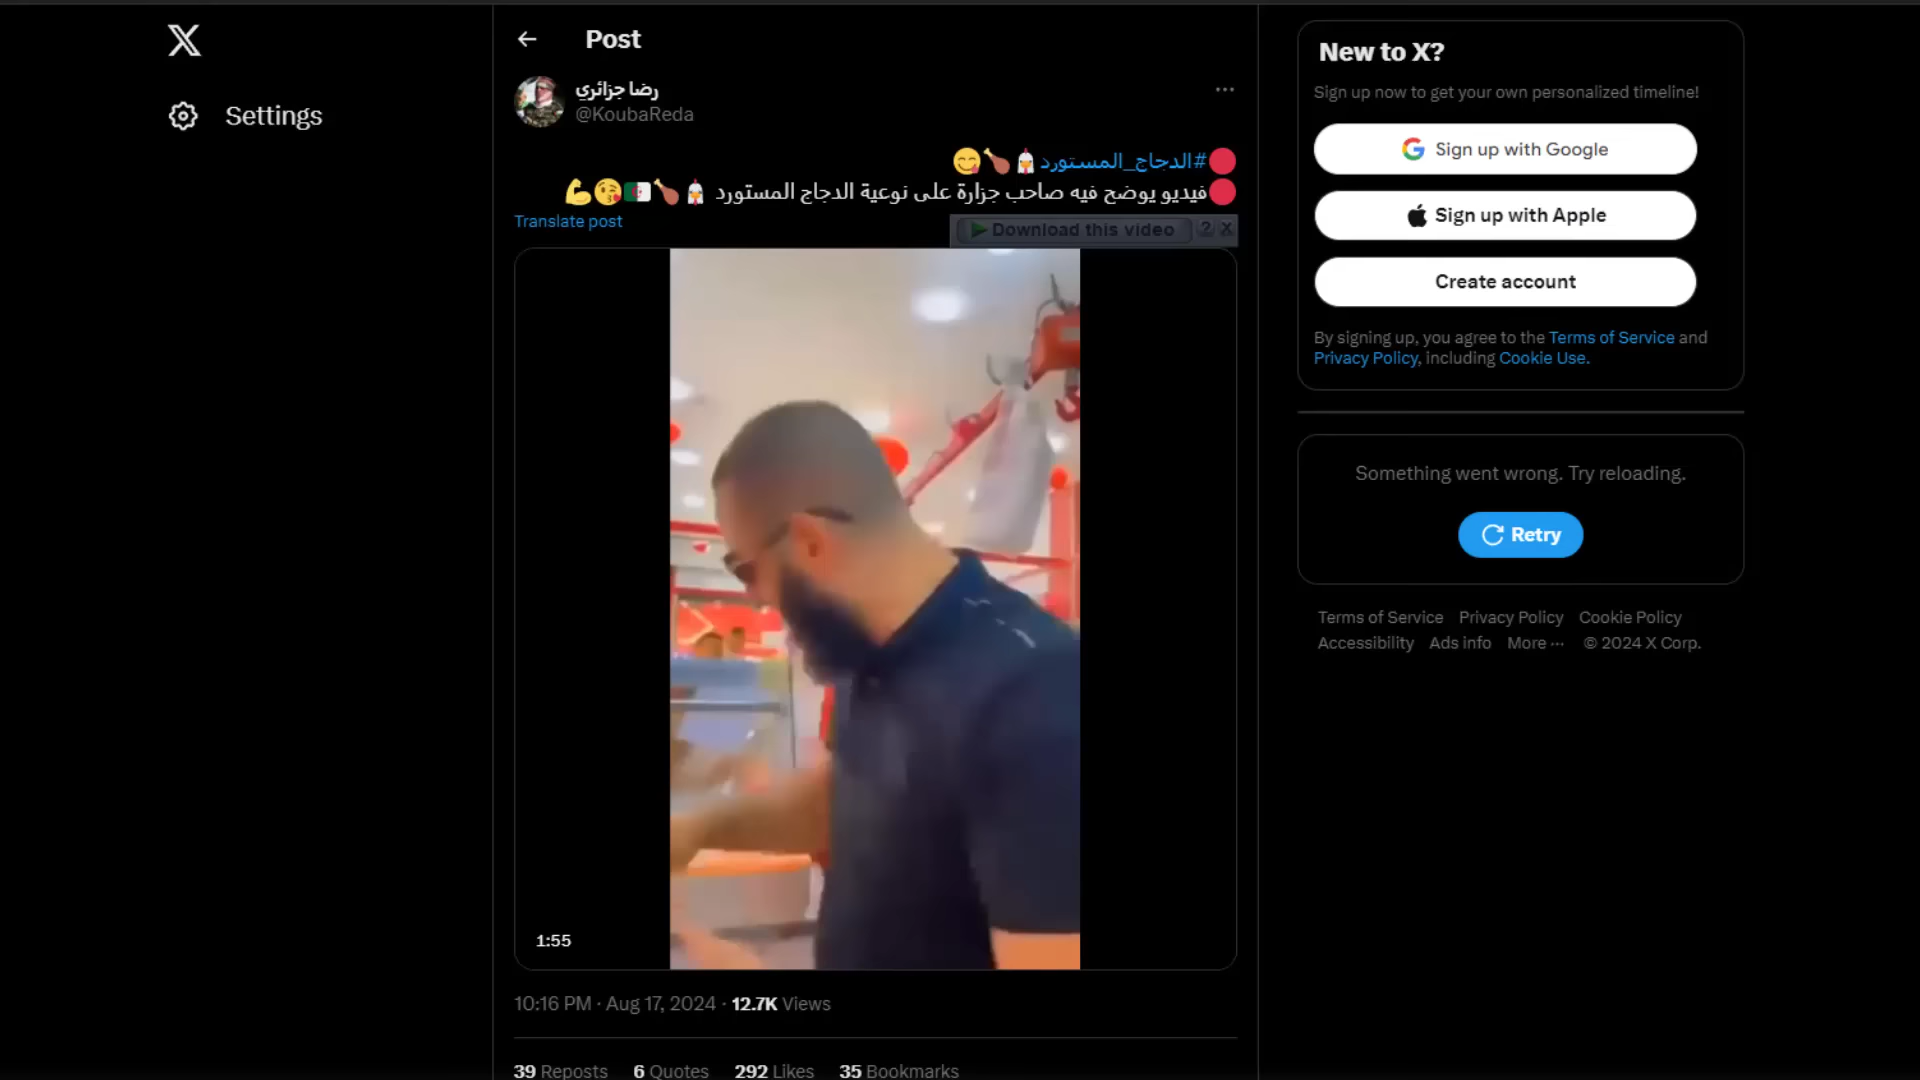 Post
Settings
رضا جزائري
@KoubaReda
#الدجاج_المستورد
فيديو يوضح فيه صاحب جزارة على نوعية الدجاج المستورد
Translate post
Download this video
? X
1:55
10:16 PM · Aug 17, 2024 · 12.7K Views
39 Reposts 6 Quotes 292 Likes 35 Bookmarks
New to X?
Sign up now to get your own personalized timeline!
Sign up with Google
Sign up with Apple
Create account
By signing up, you agree to the Terms of Service and
Privacy Policy, including Cookie Use.
Something went wrong. Try reloading.
Retry
Terms of Service Privacy Policy Cookie Policy
Accessibility Ads info More ··· © 2024 X Corp.